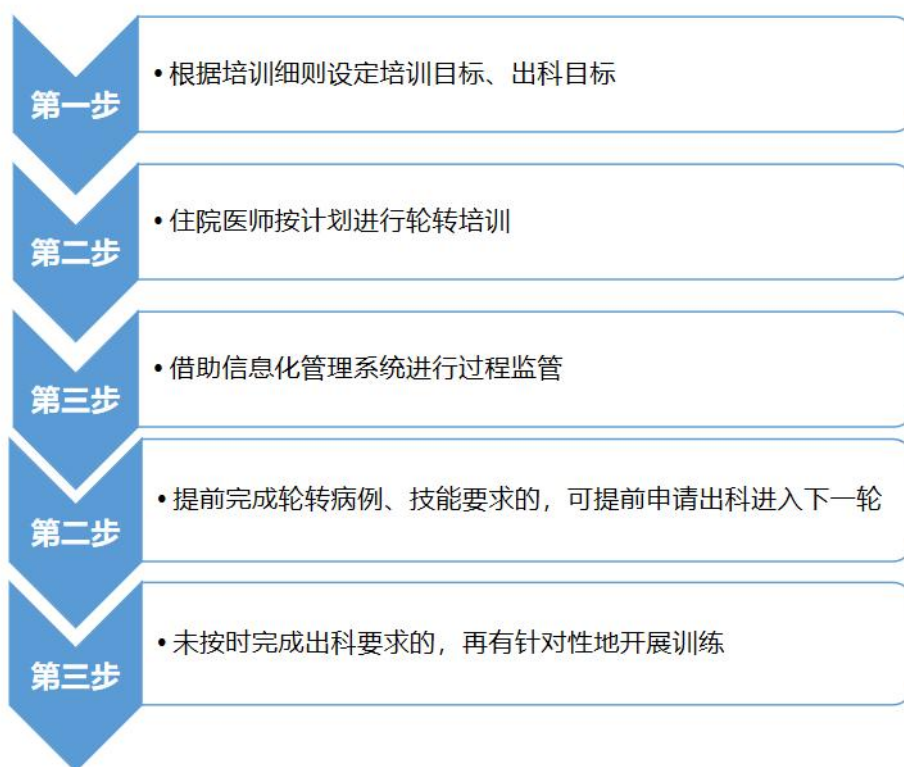 第一步
• 根据培训细则设定培训目标、出科目标
第二步
• 住院医师按计划进行轮转培训
第三步
• 借助信息化管理系统进行过程监管
第二步
• 提前完成轮转病例、技能要求的，可提前申请出科进入下一轮
第三步
• 未按时完成出科要求的，再有针对性地开展训练